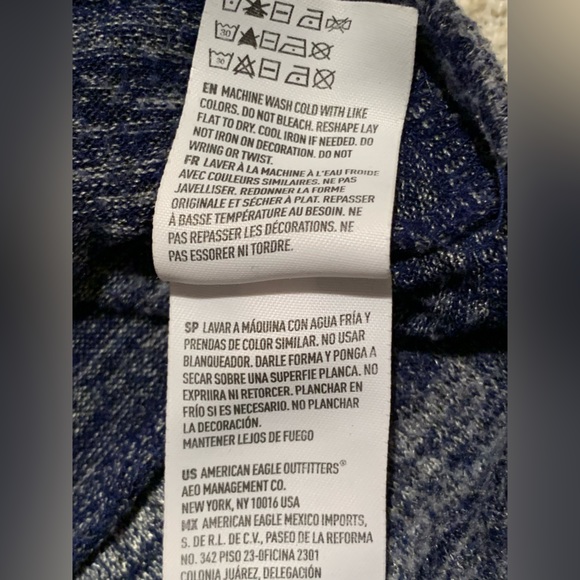 30
30
EN MACHINE WASH COLD WITH LIKE
COLORS. DO NOT BLEACH. RESHAPE LAY
FLAT TO DRY. COOL IRON IF NEEDED. DO
NOT IRON ON DECORATION. DO NOT
WRING OR TWIST.
FR LAVER À LA MACHINE À L'EAU FROIDE
AVEC COULEURS SIMILAIRES. NE PAS
JAVELLISER. REDONNER LA FORME
ORIGINALE ET SÉCHER À PLAT. REPASSER
À BASSE TEMPÉRATURE AU BESOIN. NE
PAS REPASSER LES DÉCORATIONS. NE
PAS ESSORER NI TORDRE.
SP LAVAR A MÁQUINA CON AGUA FRÍA Y
PRENDAS DE COLOR SIMILAR. NO USAR
BLANQUEADOR. DARLE FORMA Y PONGA A
SECAR SOBRE UNA SUPERFIE PLANCA. NO
EXPRIIRA NI RETORCER. PLANCHAR EN
FRÍO SI ES NECESARIO. NO PLANCHAR
LA DECORACIÓN.
MANTENER LEJOS DE FUEGO
US AMERICAN EAGLE OUTFITTERS®
AEO MANAGEMENT CO.
NEW YORK, NY 10016 USA
MX AMERICAN EAGLE MEXICO IMPORTS,
S. DE R.L. DE C.V., PASEO DE LA REFORMA
NO. 342 PISO 23-OFICINA 2301
COLONIA JUÁREZ, DELEGACIÓN